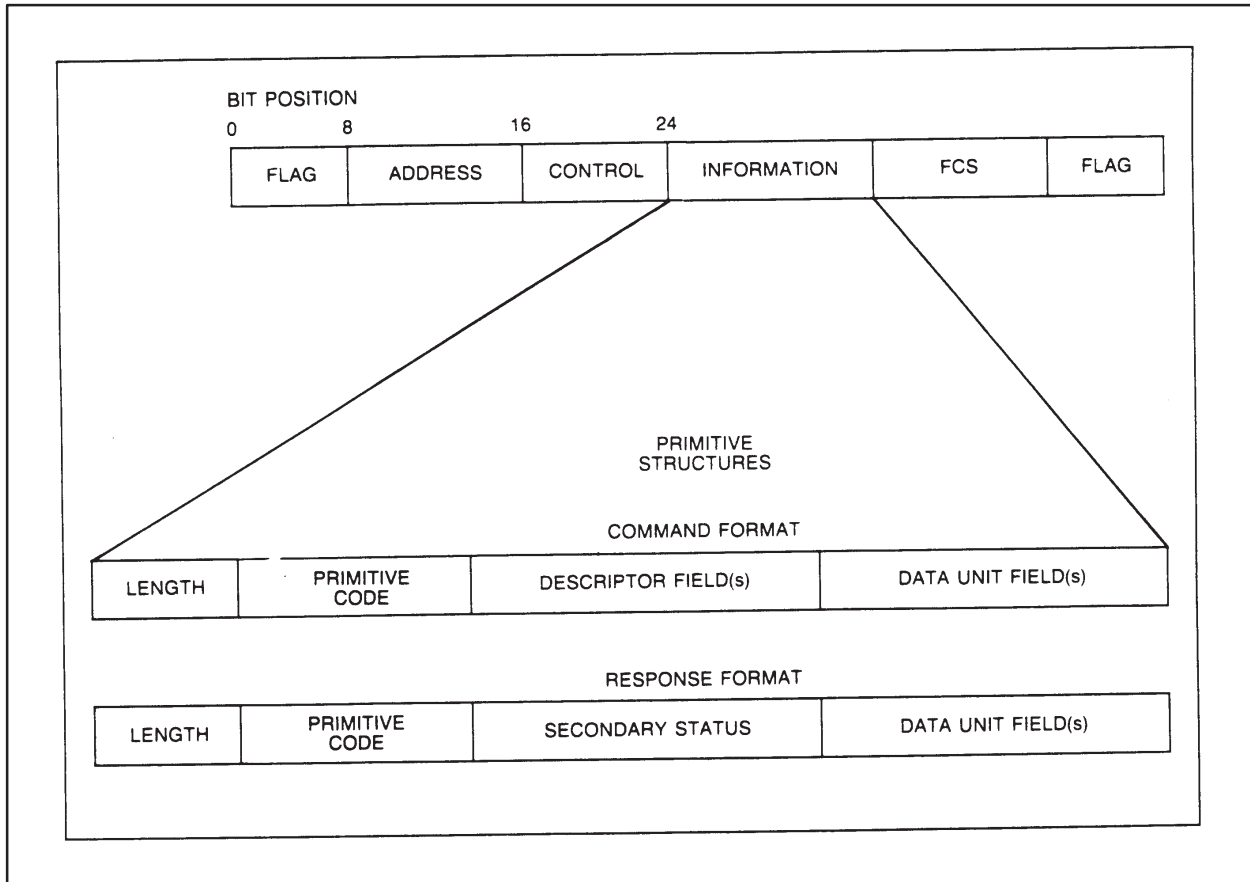 BIT POSITION
0 8 16 24
FLAG ADDRESS CONTROL INFORMATION FCS FLAG
PRIMITIVE
STRUCTURES
COMMAND FORMAT
LENGTH PRIMITIVE CODE DESCRIPTOR FIELD(s) DATA UNIT FIELD(s)
RESPONSE FORMAT
LENGTH PRIMITIVE CODE SECONDARY STATUS DATA UNIT FIELD(s)